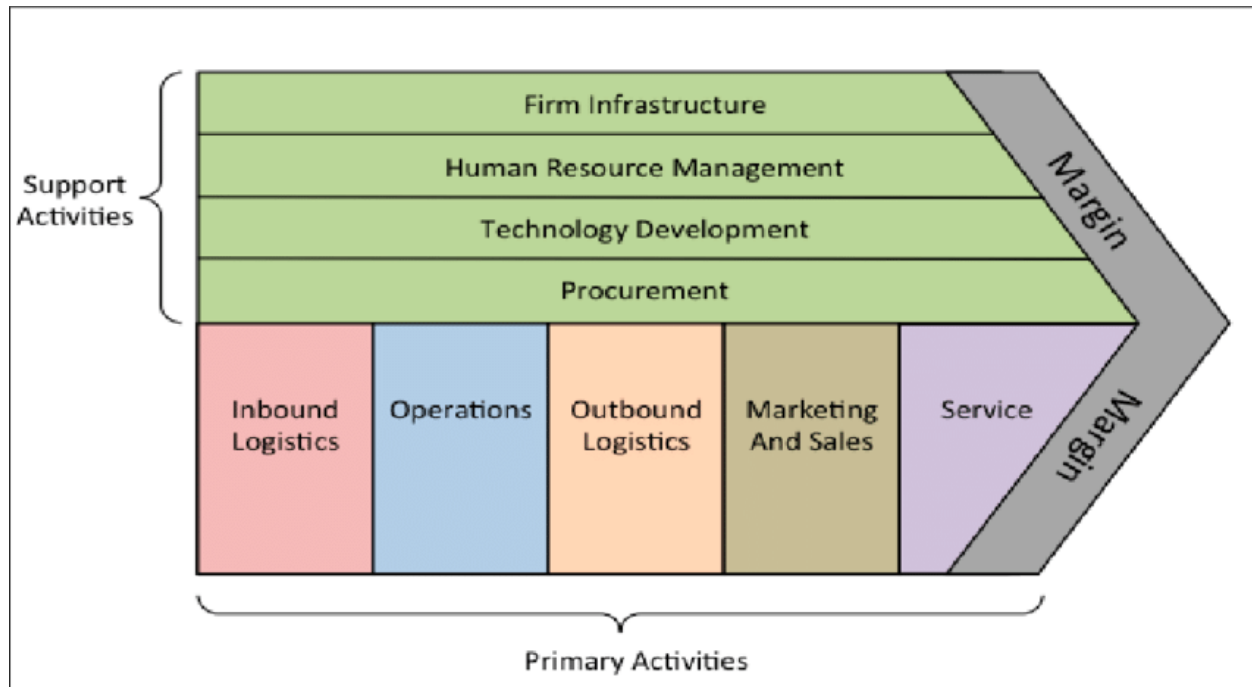 Firm Infrastructure
Human Resource Management
Technology Development
Procurement
Support
Activities
Margin
Inbound
Logistics
Operations
Outbound
Logistics
Marketing
And Sales
Service
Margin
Primary Activities